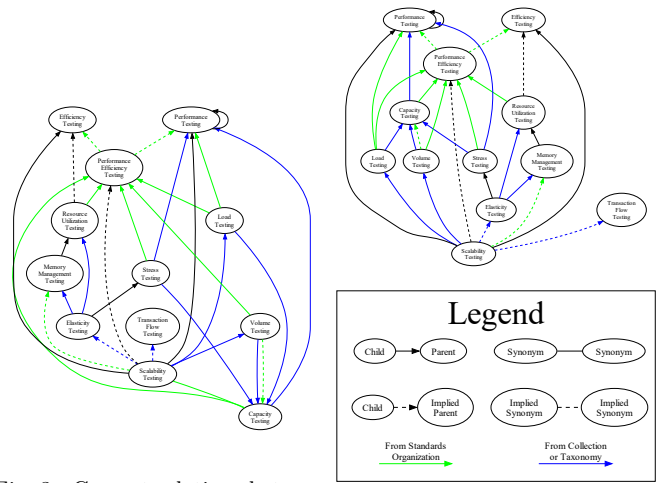 Performance
Testing
Efficiency
Testing
Performance
Efficiency
Testing
Capacity
Testing
Resource
Utilization
Testing
Load
Testing
Volume
Testing
Stress
Testing
Memory
Management
Testing
Elasticity
Testing
Transaction
Flow
Testing
Scalability
Testing
Efficiency
Testing
Performance
Testing
Performance
Efficiency
Testing
Resource
Utilization
Testing
Load
Testing
Memory
Management
Testing
Stress
Testing
Elasticity
Testing
Transaction
Flow
Testing
Volume
Testing
Scalability
Testing
Capacity
Testing
Legend
Child
Parent
Synonym
Synonym
Child
Implied
Parent
Implied
Synonym
Implied
Synonym
From Standards
Organization
From Collection
or Taxonomy